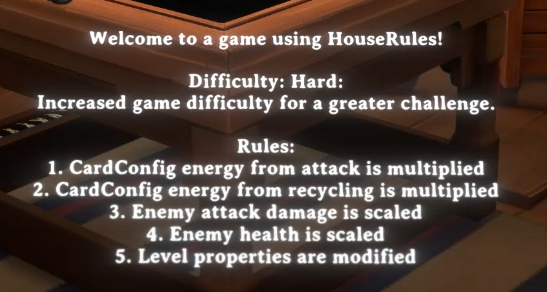 Welcome to a game using HouseRules!
Difficulty: Hard:
Increased game difficulty for a greater challenge.
Rules:
1. CardConfig energy from attack is multiplied
2. CardConfig energy from recycling is multiplied
3. Enemy attack damage is scaled
4. Enemy health is scaled
5. Level properties are modified